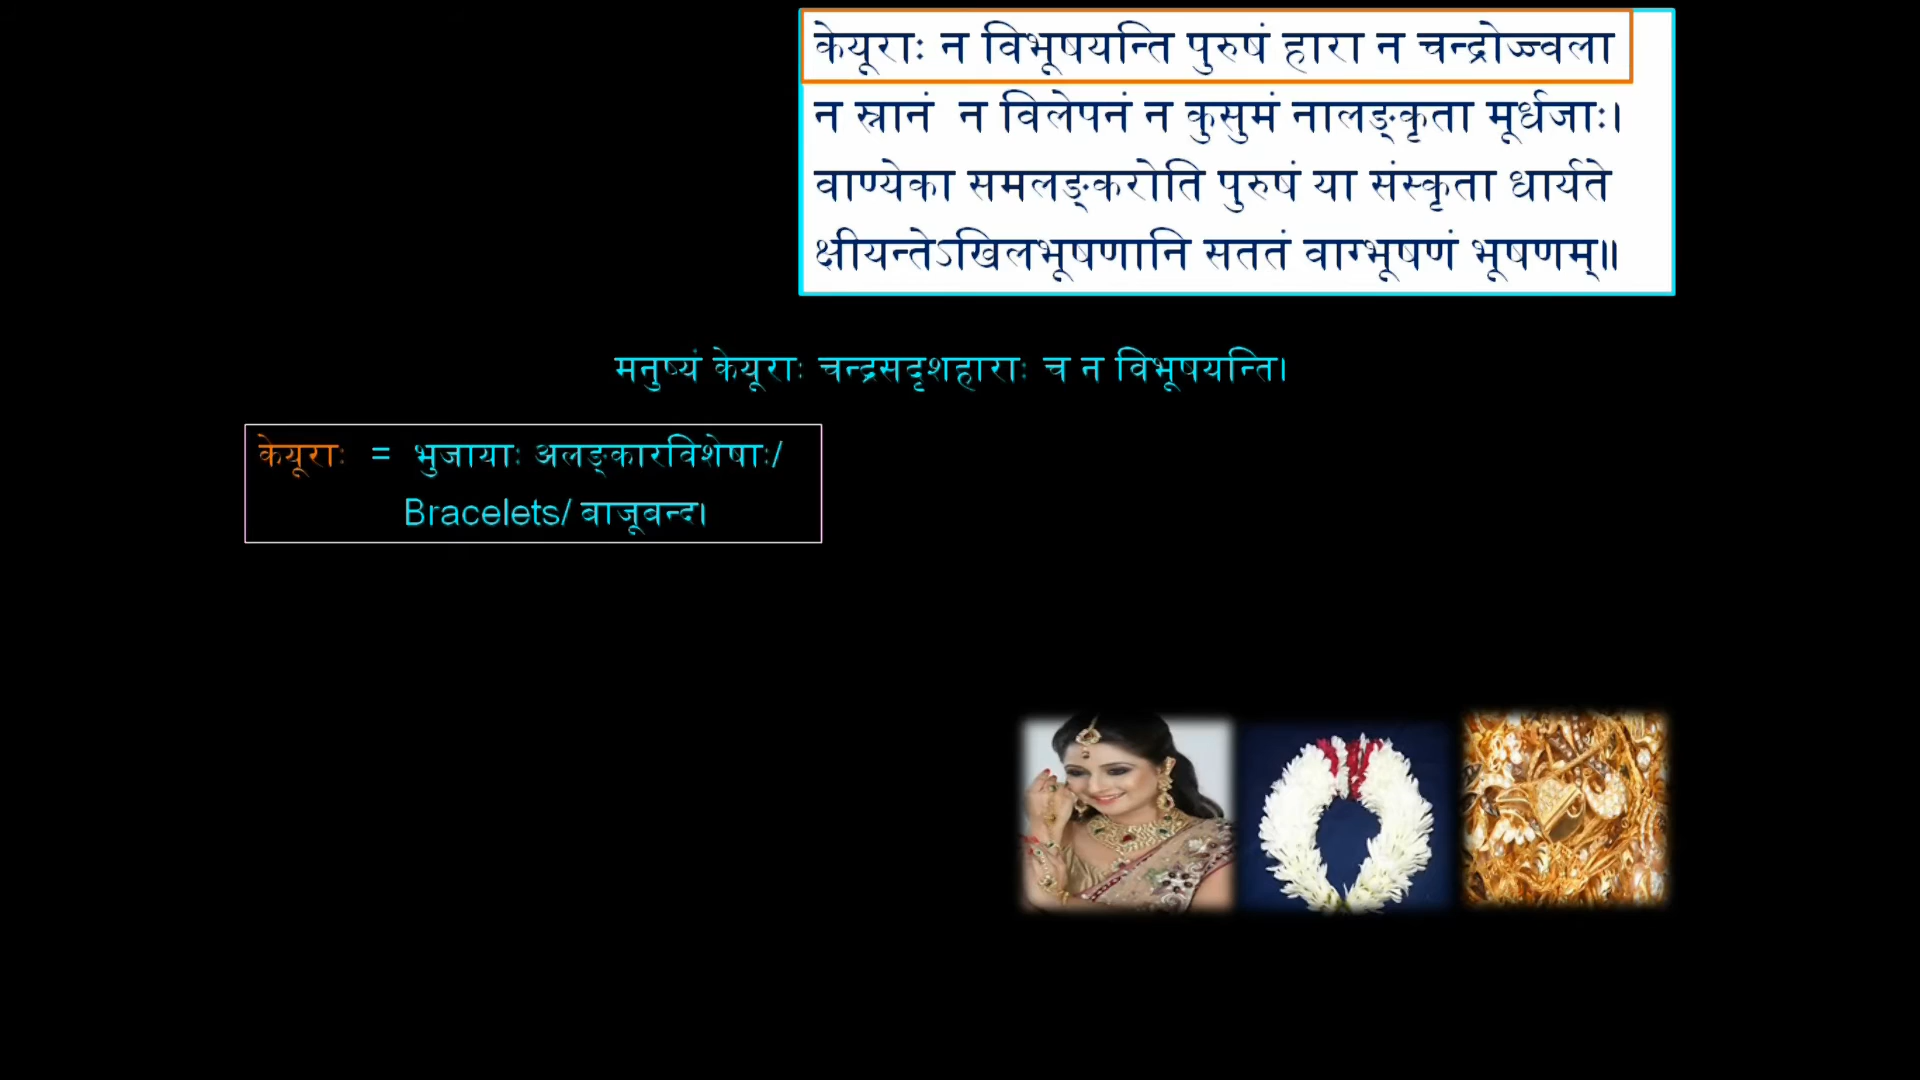 केयूराः न विभूषयन्ति पुरुषं हारा न चन्द्रोज्ज्वला
न स्नानं न विलेपनं न कुसुमं नालङ्कृता मूर्धजाः।
वाण्येका समलङ्करोति पुरुषं या संस्कृता धार्यते
क्षीयन्तेऽखिलभूषणानि सततं वाग्भूषणं भूषणम्॥
मनुष्यं केयूराः चन्द्रसदृशहाराः च न विभूषयन्ति।
केयूराः = भुजायाः अलङ्कारविशेषाः/
Bracelets/ वाजूवन्द।